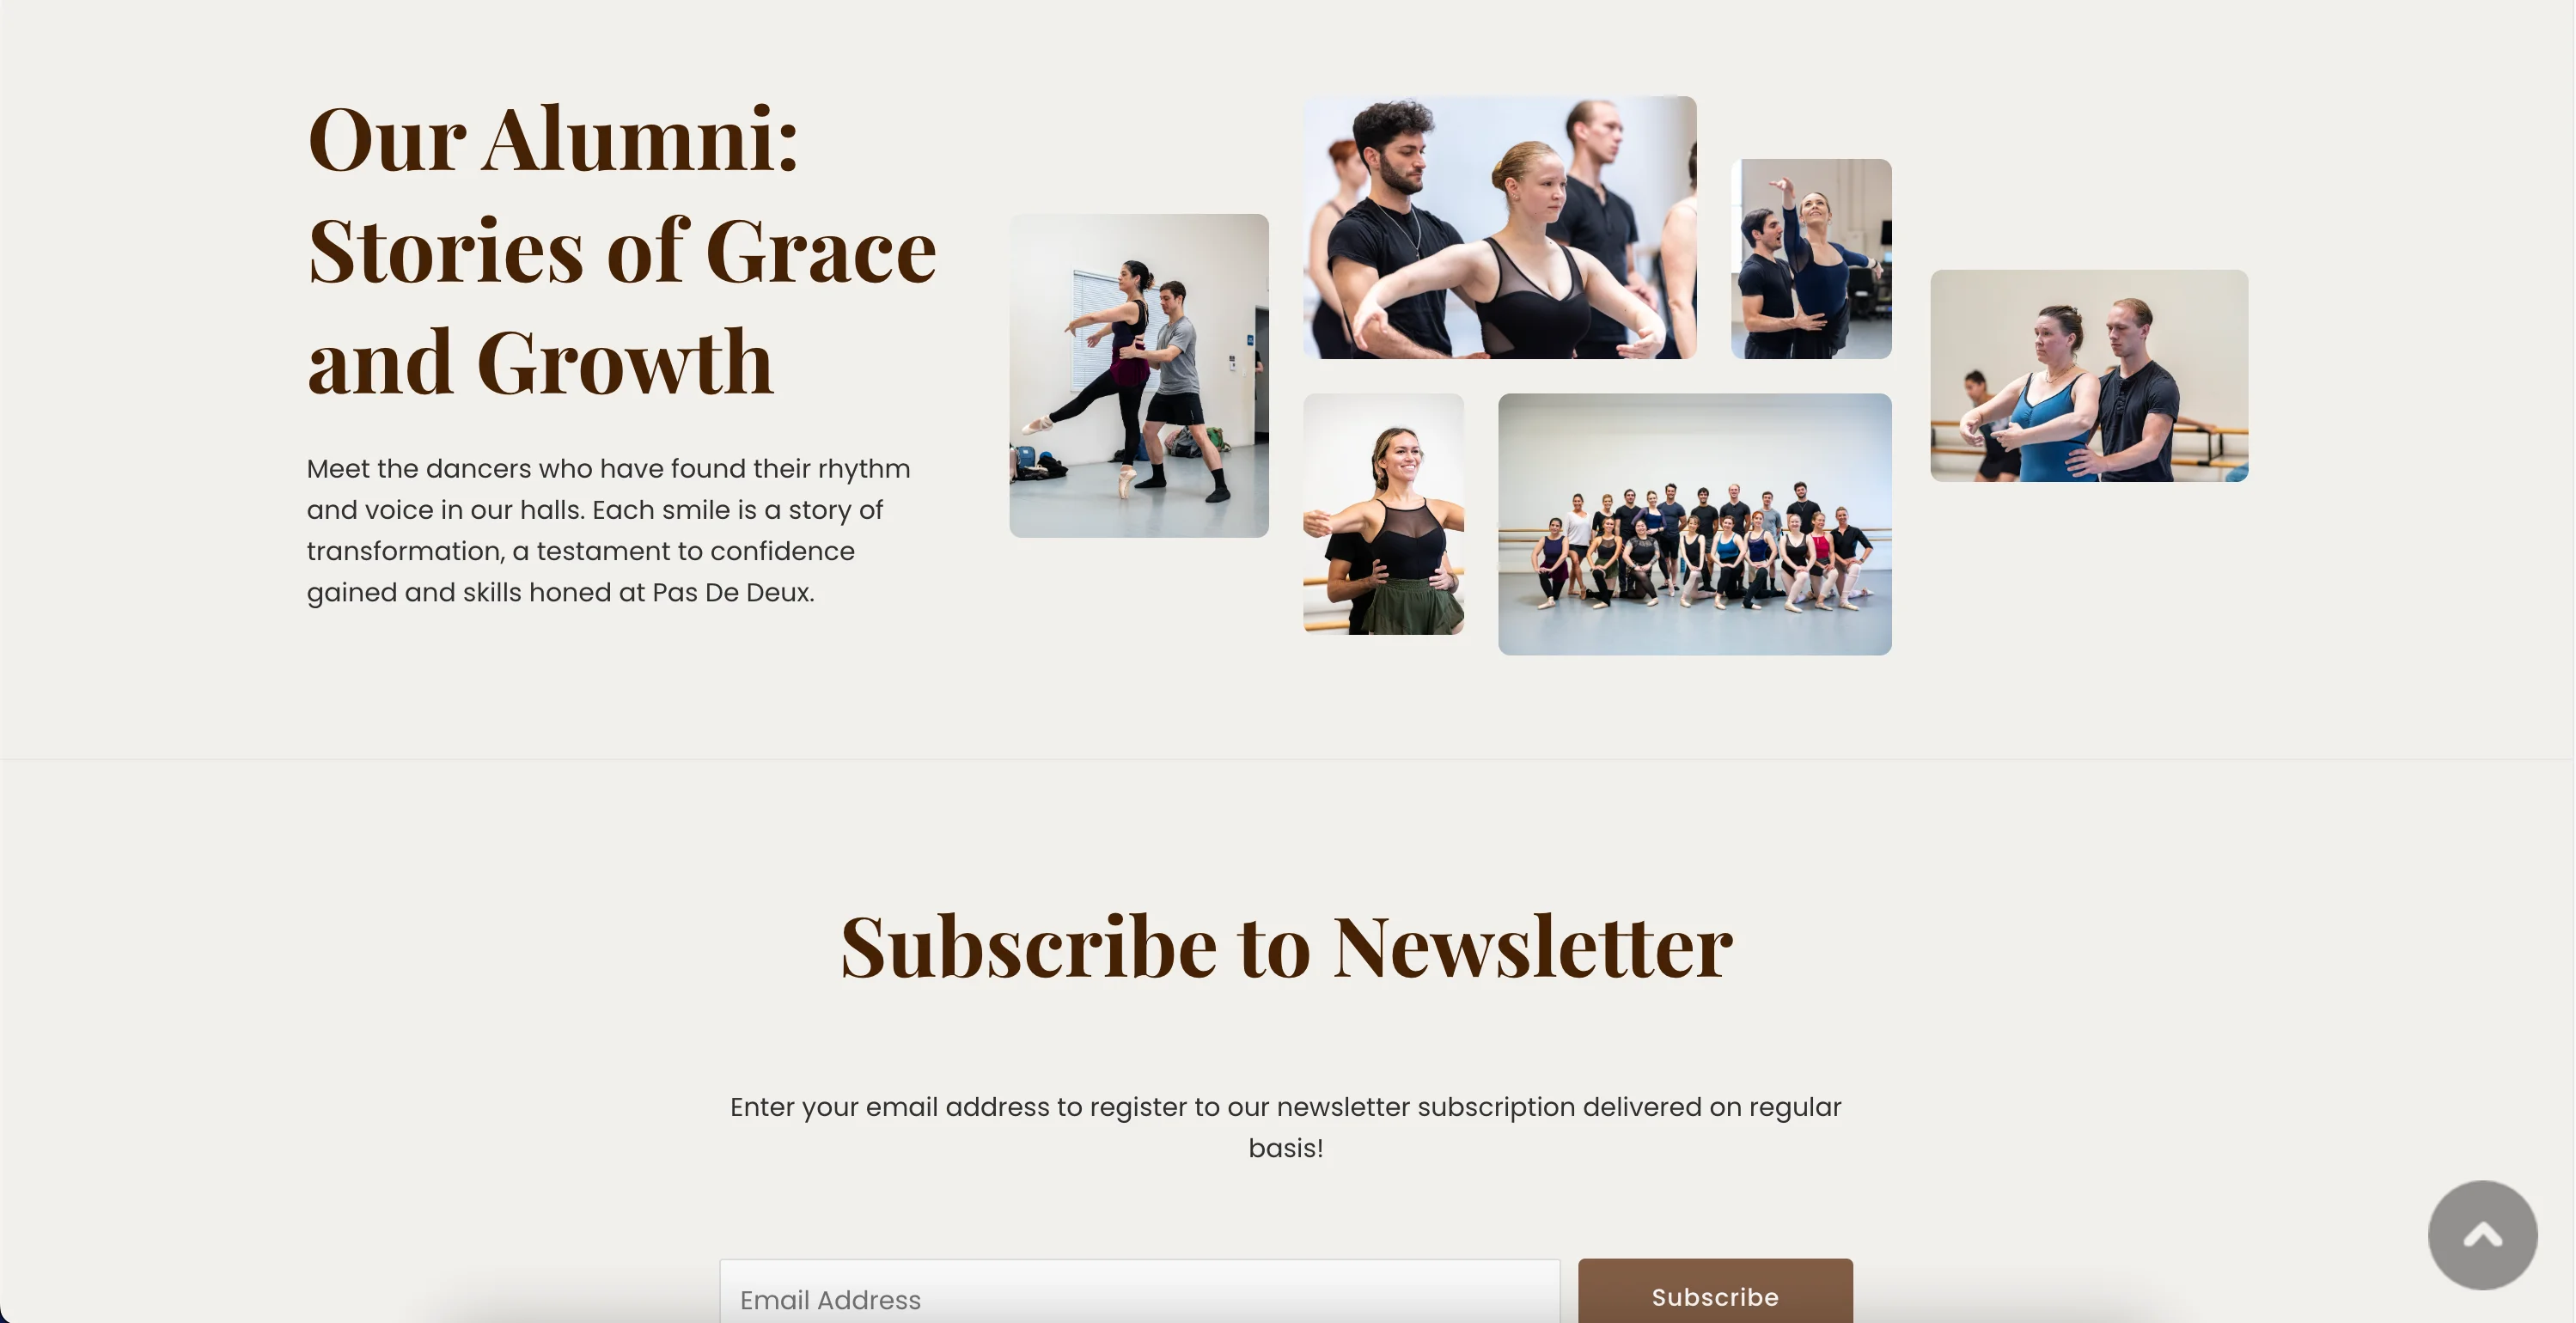 Our Alumni:
Stories of Grace
and Growth
Meet the dancers who have found their rhythm
and voice in our halls. Each smile is a story of
transformation, a testament to confidence
gained and skills honed at Pas De Deux.
Subscribe to Newsletter
Enter your email address to register to our newsletter subscription delivered on regular
basis!
Email Address
Subscribe